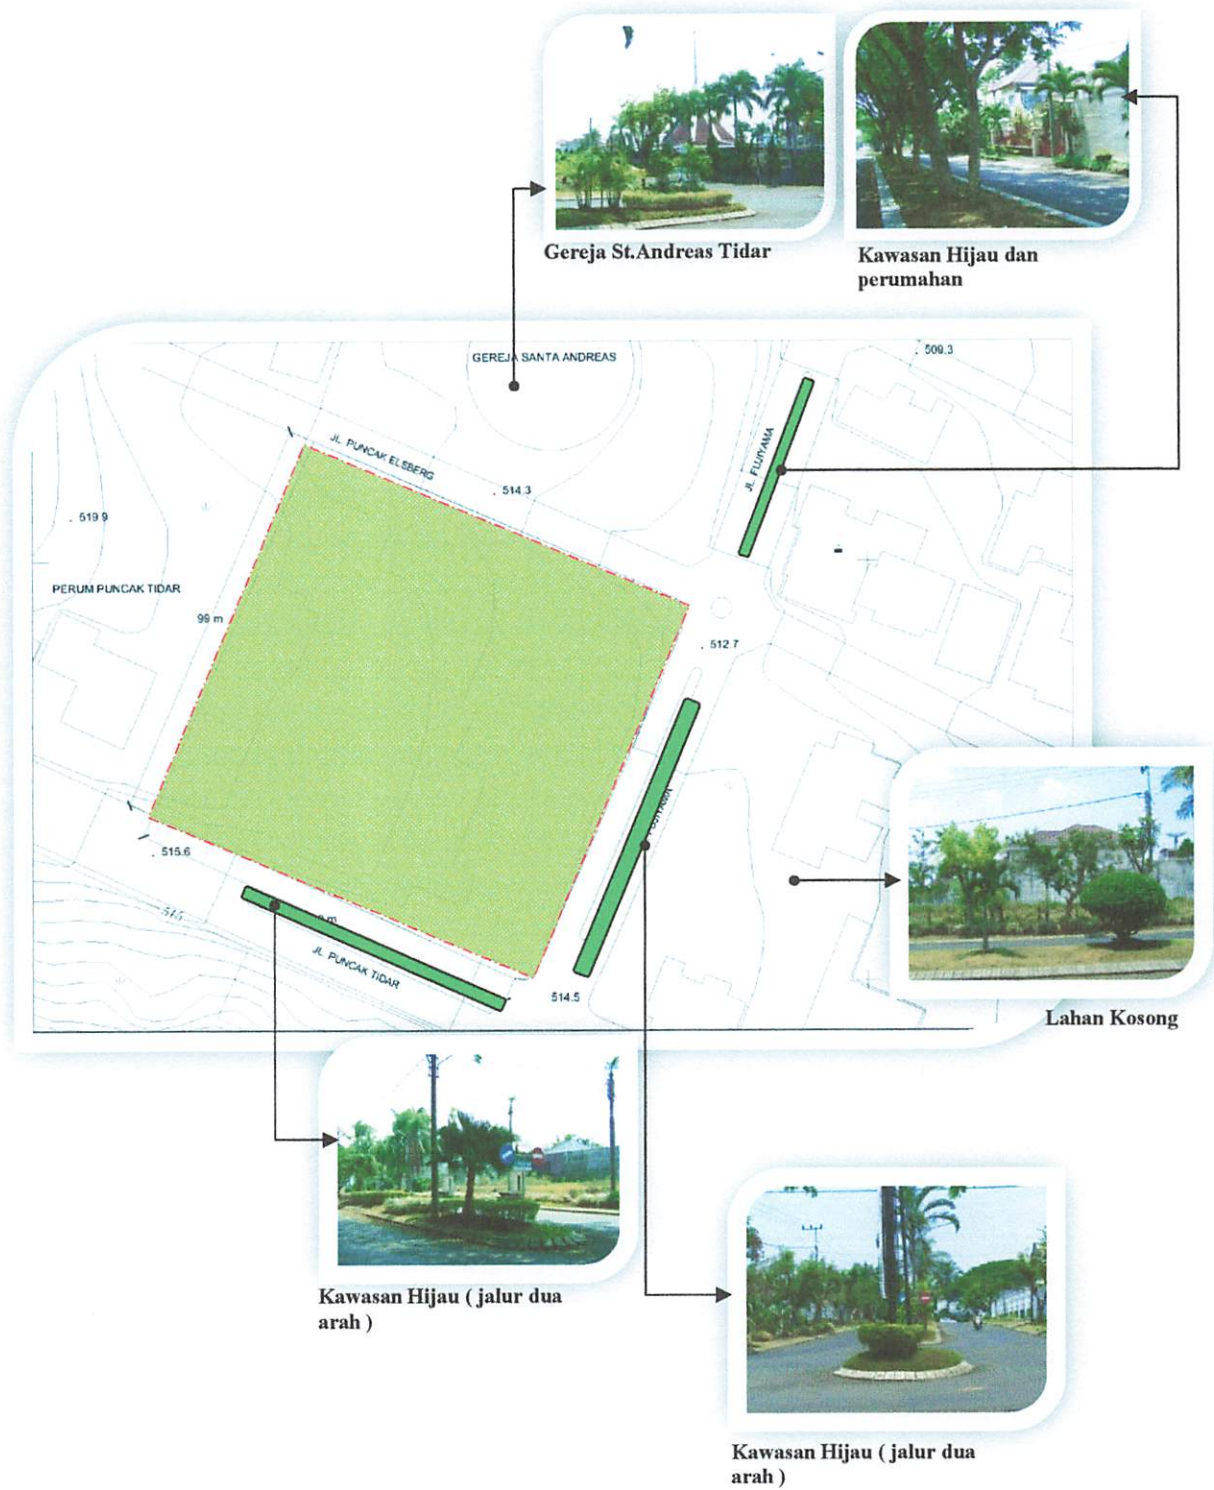 Gereja St.Andreas Tidar
Kawasan Hijau dan
perumahan
GEREJA SANTA ANDREAS
. 509.3
JL. PUNCAK ELSBERG
JL. FUJIYAMA
. 514.3
. 519.9
PERUM PUNCAK TIDAR
99 m
. 512.7
. 515.6
515
m
JL. PUNCAK TIDAR
514.5
Lahan Kosong
Kawasan Hijau ( jalur dua
arah )
Kawasan Hijau ( jalur dua
arah )